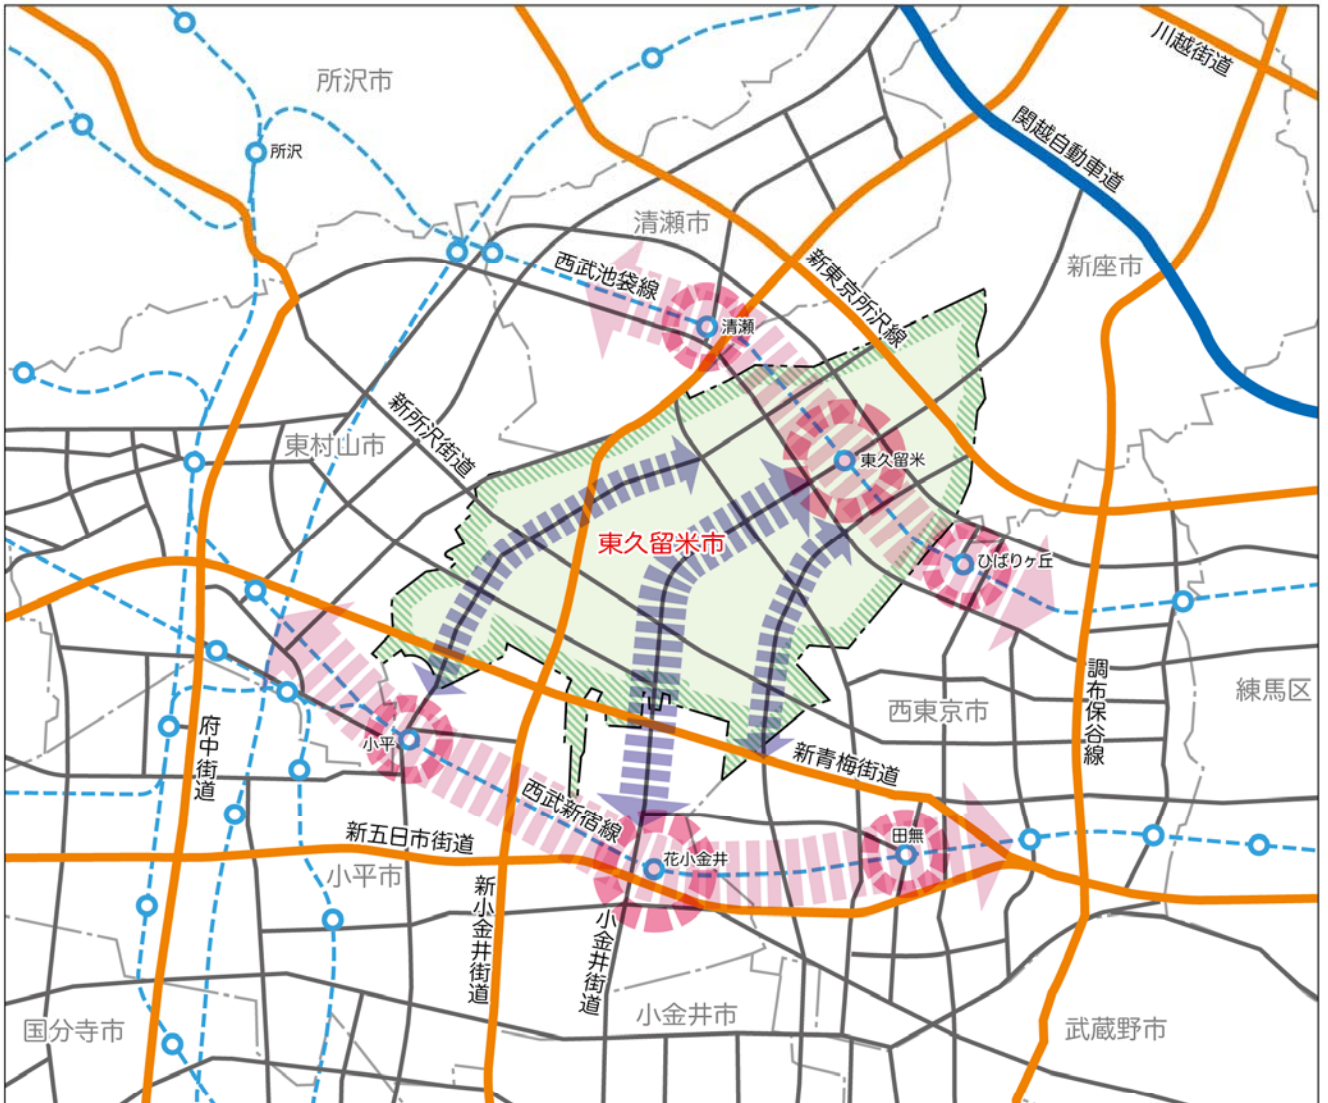 川越街道
所沢市
関越自動車道
所沢
清瀬市
新座市
西武池袋線
新東京所沢線
清瀬
新所沢街道
東村山市
東久留米
東久留米市
ひばりヶ丘
調布保谷線
練馬区
西東京市
府中街道
小平
新青梅街道
西武新宿線
新五日市街道
田無
花小金井
小平市
新小金井街道
小金井街道
小金井市
国分寺市
武蔵野市